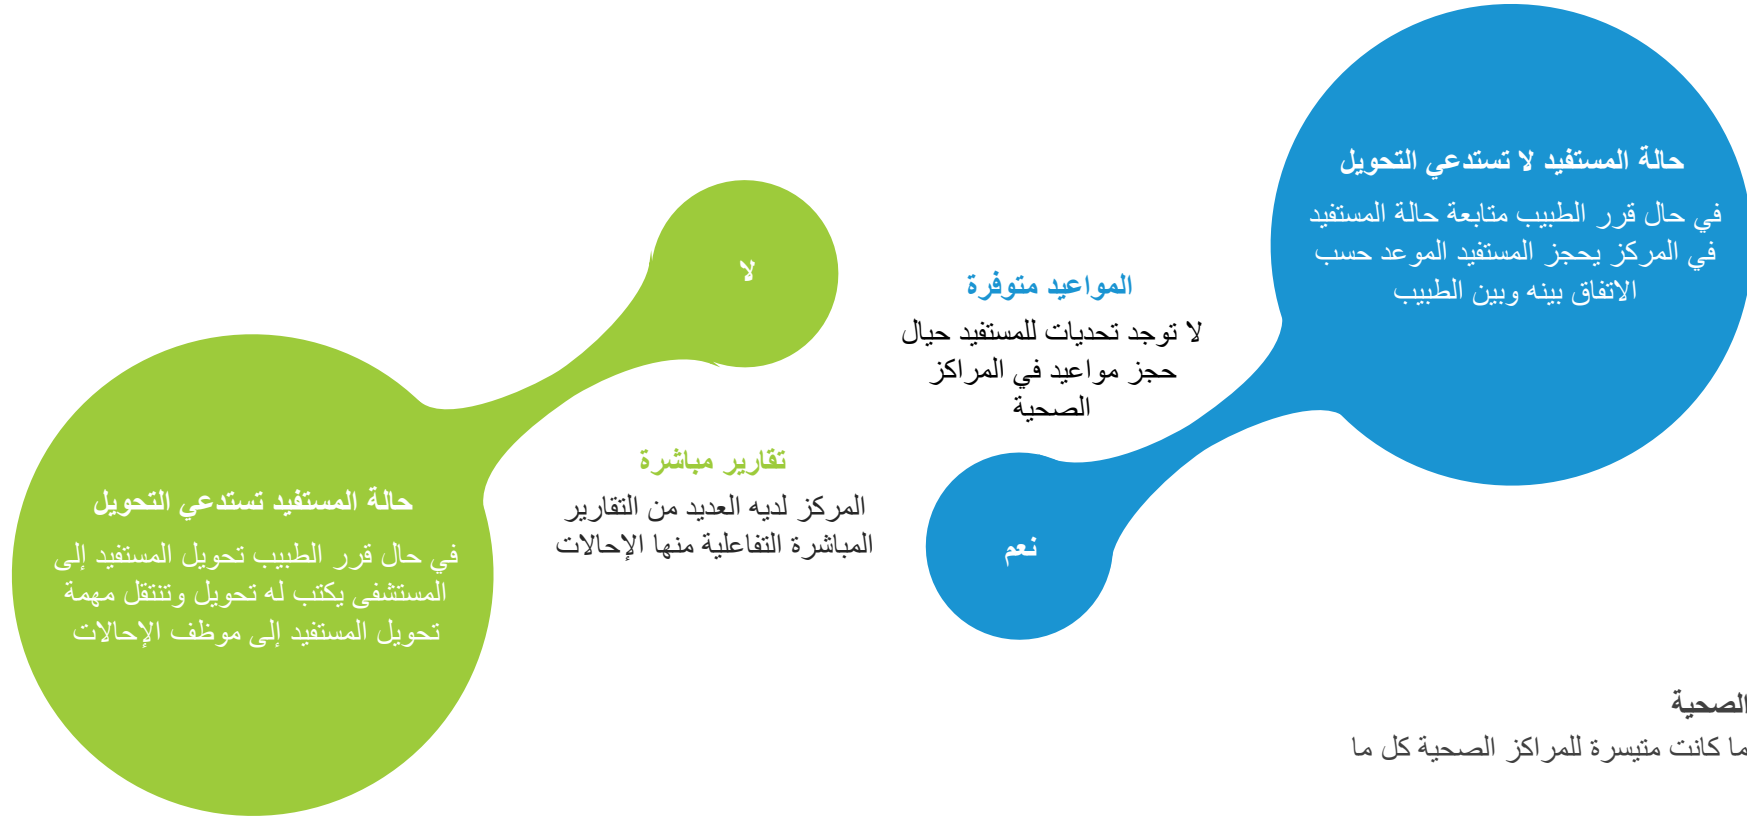 حالة المستفيد لا تستدعي التحويل
في حال قرر الطبيب متابعة حالة المستفيد
في المركز يحجز المستفيد الموعد حسب
الاتفاق بينه وبين الطبيب
المواعيد متوفرة
لا توجد تحديات للمستفيد حيال
حجز مواعيد في المراكز
الصحية
نعم
لا
تقارير مباشرة
المركز لديه العديد من التقارير
المباشرة التفاعلية منها الإحالات
حالة المستفيد تستدعي التحويل
في حال قرر الطبيب تحويل المستفيد إلى
المستشفى يكتب له تحويل وتنتقل مهمة
تحويل المستفيد إلى موظف الإحالات
الصحية
ما كانت متيسرة للمراكز الصحية كل ما